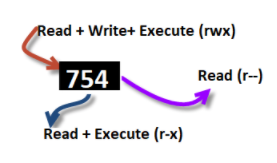 Read + Write+ Execute (rwx)
754
Read (r--)
Read + Execute (r-x)